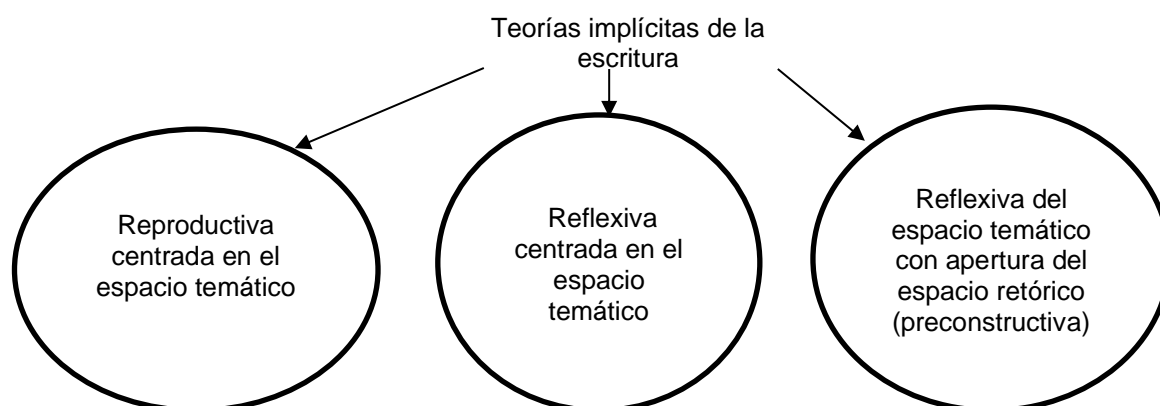 Teorías implícitas de la
escritura
Reproductiva
centrada en el
espacio temático
Reflexiva
centrada en el
espacio
temático
Reflexiva del
espacio temático
con apertura del
espacio retórico
(preconstructiva)